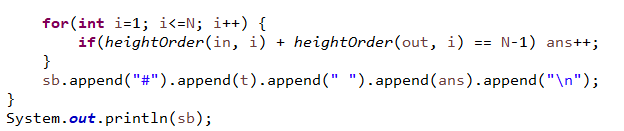 for(int i=1; i<=N; i++) {
if(heightOrder(in, i) + heightOrder(out, i) == N-1) ans++;
}
sb.append("#").append(t).append(" ").append(ans).append("\n");
}
System.out.println(sb);